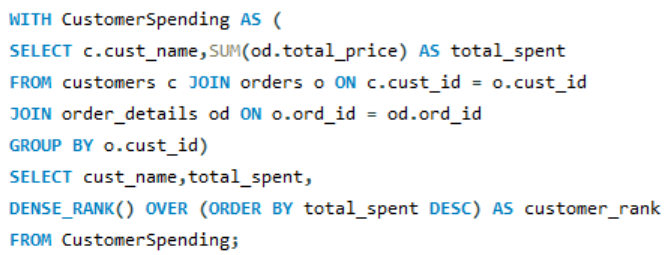 WITH CustomerSpending AS (
SELECT c.cust_name,SUM(od.total_price) AS total_spent
FROM customers c JOIN orders o ON c.cust_id = o.cust_id
JOIN order_details od ON o.ord_id = od.ord_id
GROUP BY o.cust_id)
SELECT cust_name,total_spent,
DENSE_RANK() OVER (ORDER BY total_spent DESC) AS customer_rank
FROM CustomerSpending;